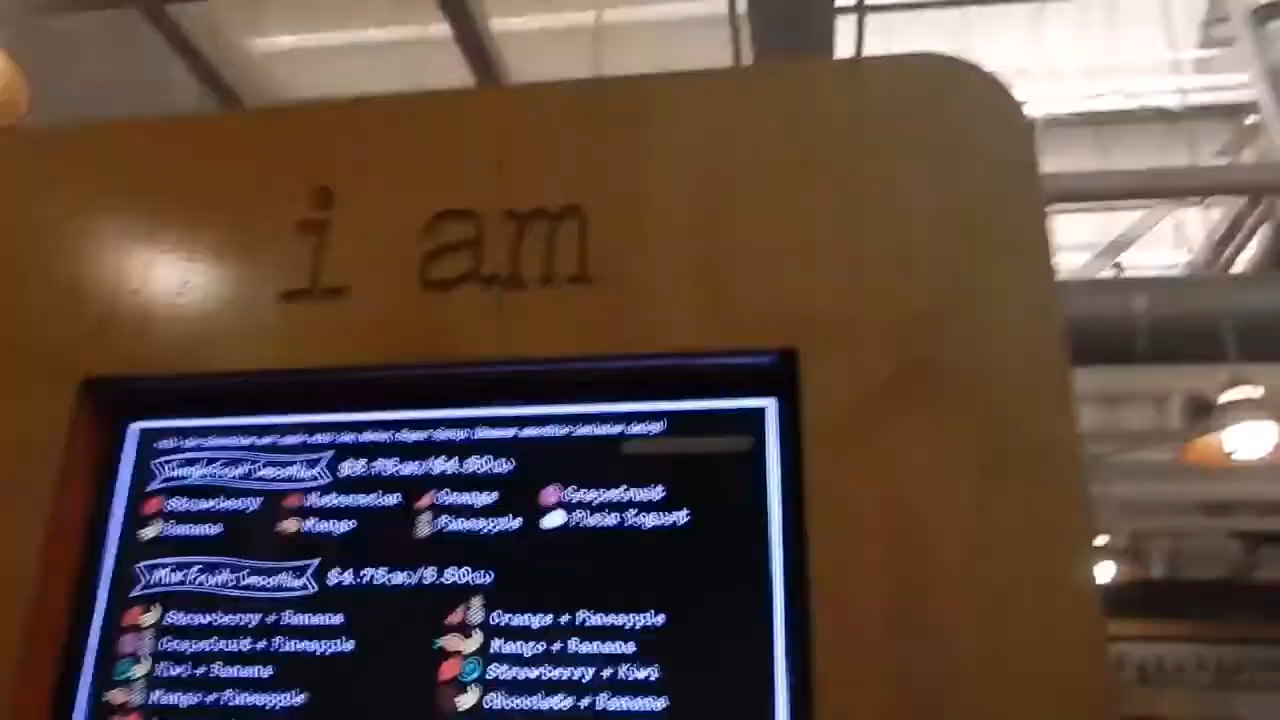 i am
Single Fruit Smoothie $3.75(s)/$4.50(L)
Strawberry Watermelon Orange Grapefruit
Banana Mango Pineapple Plain Yogurt
Mix Fruits Smoothie $4.75(s)/5.50(L)
Strawberry + Banana Orange + Pineapple
Grapefruit + Pineapple Mango + Banana
Kiwi + Banana Strawberry + Kiwi
Mango + Pineapple Chocolate + Banana